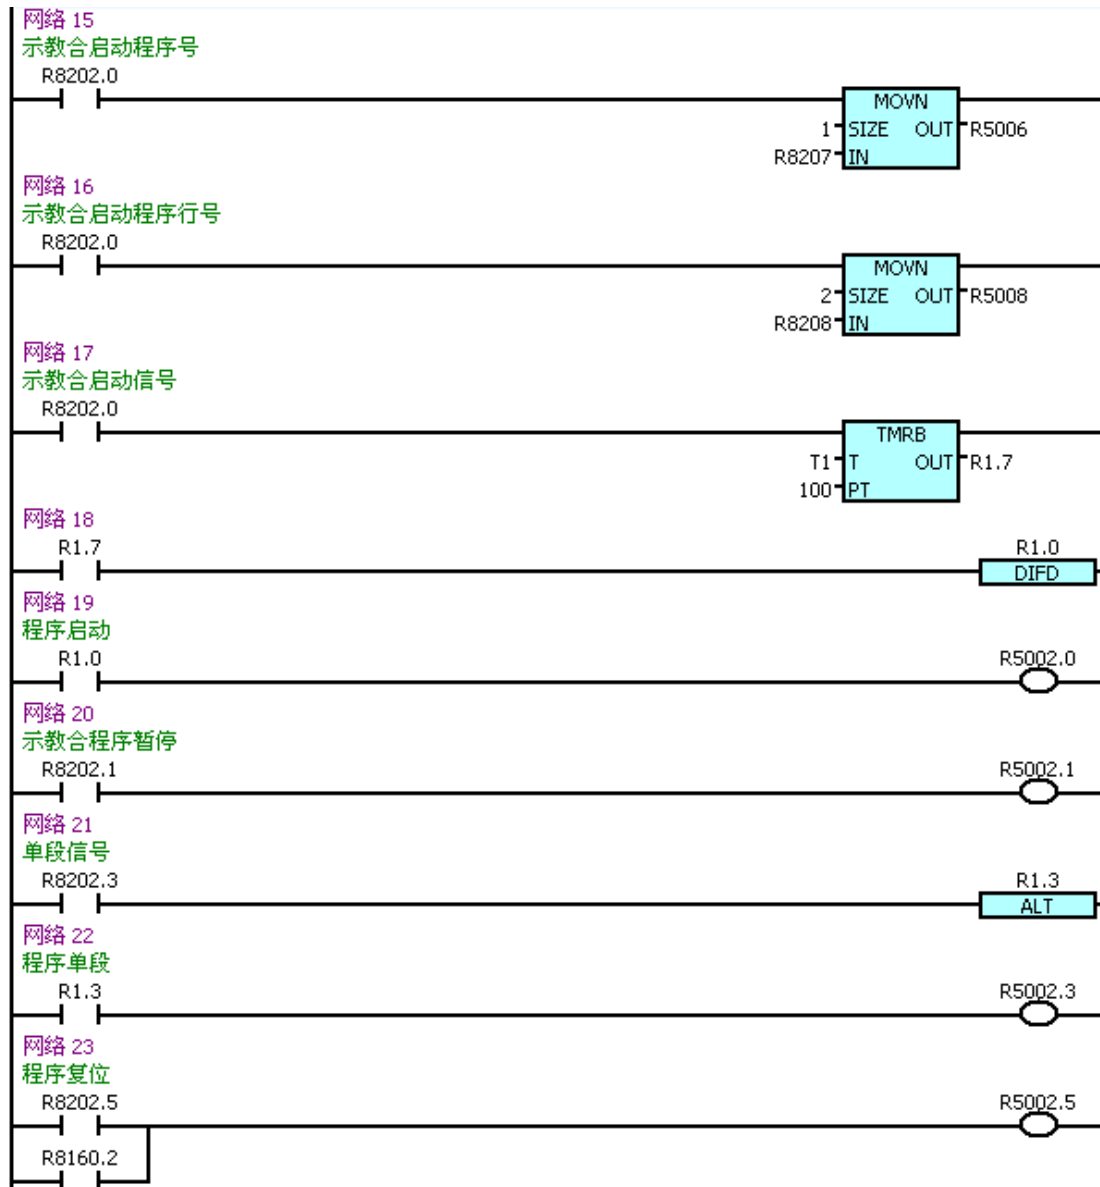 网络 15
示教合启动程序号
R8202.0
MOVN
1 SIZE OUT R5006
R8207 IN
网络 16
示教合启动程序行号
R8202.0
MOVN
2 SIZE OUT R5008
R8208 IN
网络 17
示教合启动信号
R8202.0
TMRB
T1 T OUT R1.7
100 PT
网络 18
R1.7 R1.0
DIFD
网络 19
程序启动
R1.0 R5002.0
网络 20
示教合程序暂停
R8202.1 R5002.1
网络 21
单段信号
R8202.3 R1.3
ALT
网络 22
程序单段
R1.3 R5002.3
网络 23
程序复位
R8202.5 R5002.5
R8160.2